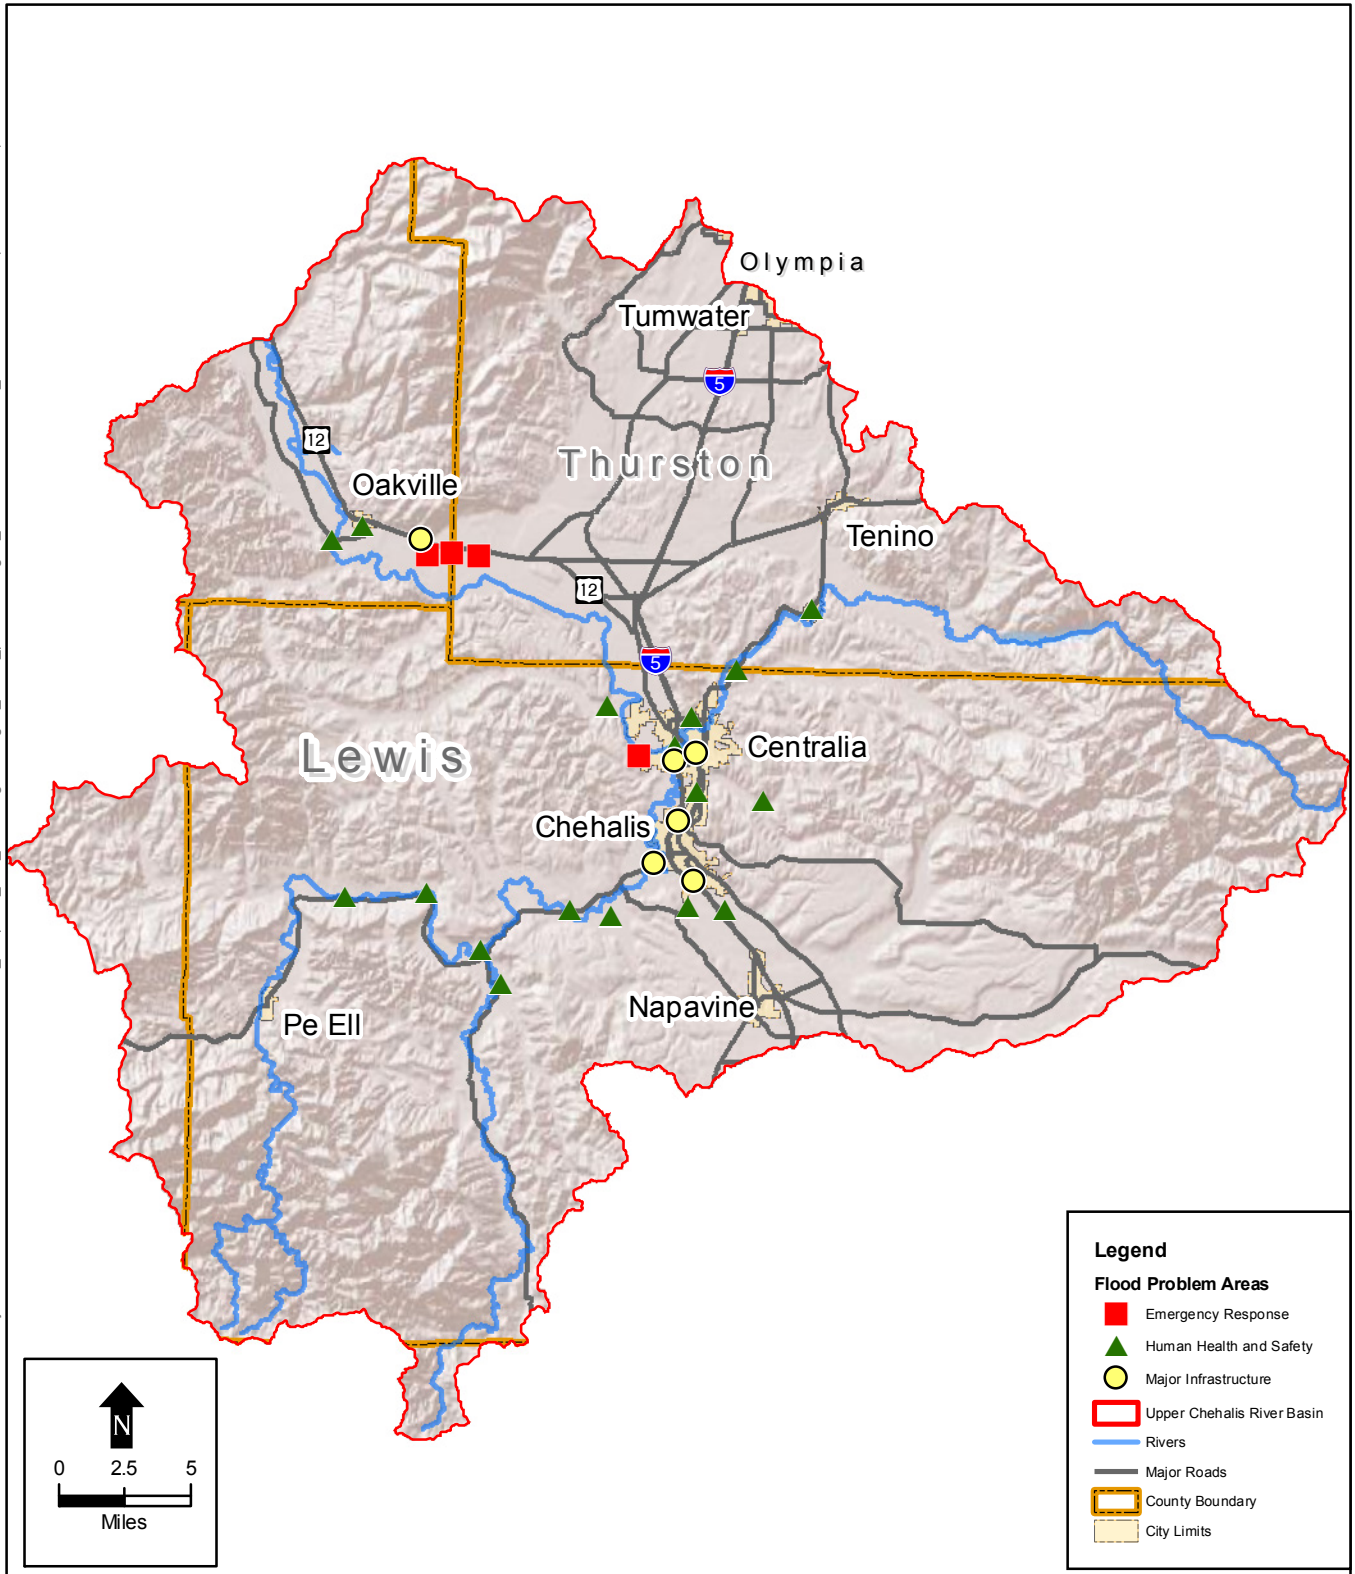 Olympia
Tumwater
5
12
Thurston
Oakville
Tenino
12
5
Lewis
Centralia
Chehalis
Napavine
Pe Ell
Legend
Flood Problem Areas
Emergency Response
Human Health and Safety
Major Infrastructure
Upper Chehalis River Basin
Rivers
Major Roads
County Boundary
City Limits
N
0 2.5 5
Miles